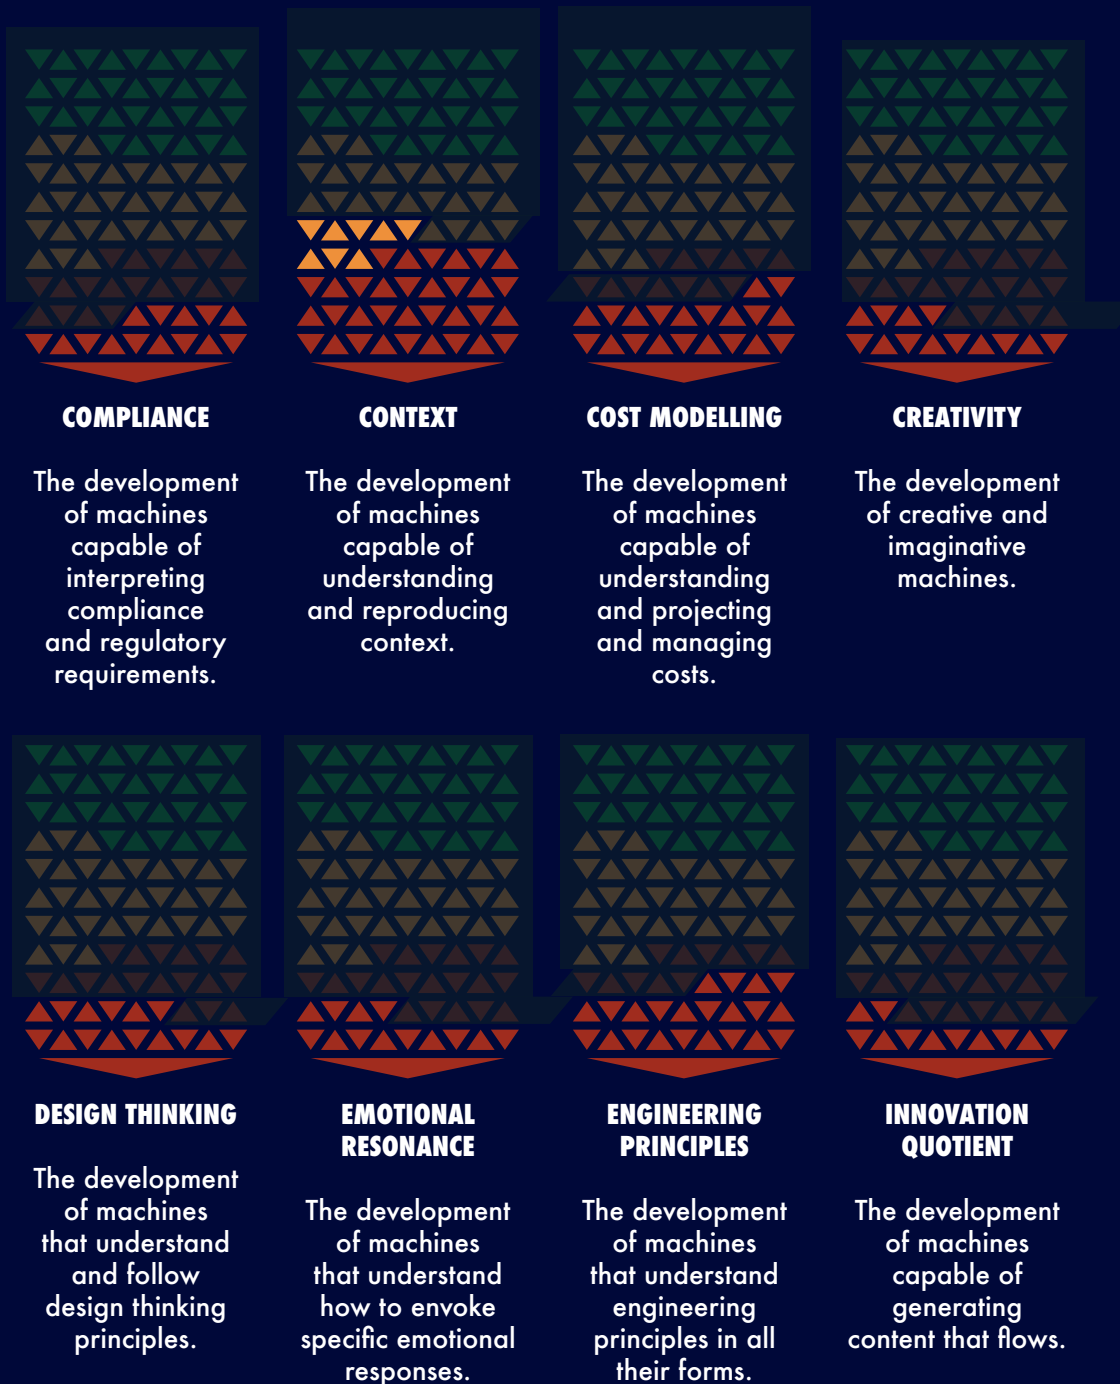 COMPLIANCE
The development
of machines
capable of
interpreting
compliance
and regulatory
requirements.
CONTEXT
The development
of machines
capable of
understanding
and reproducing
context.
COST MODELLING
The development
of machines
capable of
understanding
and projecting
and managing
costs.
CREATIVITY
The development
of creative and
imaginative
machines.
DESIGN THINKING
The development
of machines
that understand
and follow
design thinking
principles.
EMOTIONAL
RESONANCE
The development
of machines
that understand
how to envoke
specific emotional
responses.
ENGINEERING
PRINCIPLES
The development
of machines
that understand
engineering
principles in all
their forms.
INNOVATION
QUOTIENT
The development
of machines
capable of
generating
content that flows.